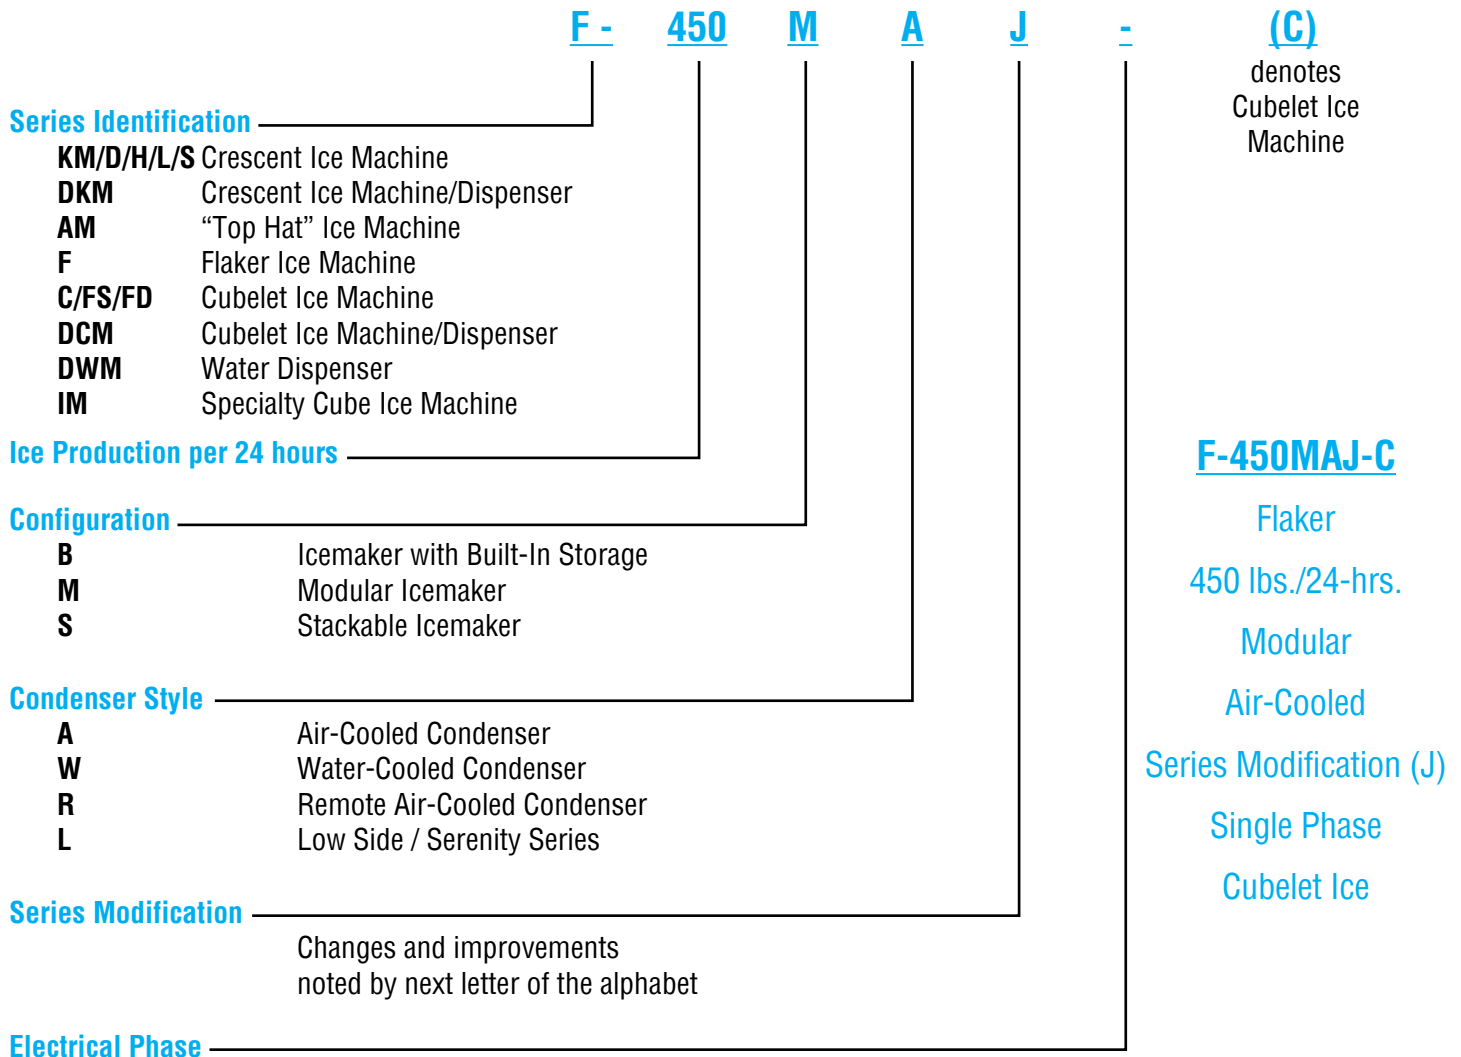 F - 450 M A J - (C)
denotes
Cubelet Ice
Machine
Series Identification
KM/D/H/L/S Crescent Ice Machine
DKM Crescent Ice Machine/Dispenser
AM “Top Hat” Ice Machine
F Flaker Ice Machine
C/FS/FD Cubelet Ice Machine
DCM Cubelet Ice Machine/Dispenser
DWM Water Dispenser
IM Specialty Cube Ice Machine
Ice Production per 24 hours
Configuration
B Icemaker with Built-In Storage
M Modular Icemaker
S Stackable Icemaker
Condenser Style
A Air-Cooled Condenser
W Water-Cooled Condenser
R Remote Air-Cooled Condenser
L Low Side / Serenity Series
Series Modification
Changes and improvements
noted by next letter of the alphabet
Electrical Phase
F-450MAJ-C
Flaker
450 lbs./24-hrs.
Modular
Air-Cooled
Series Modification (J)
Single Phase
Cubelet Ice